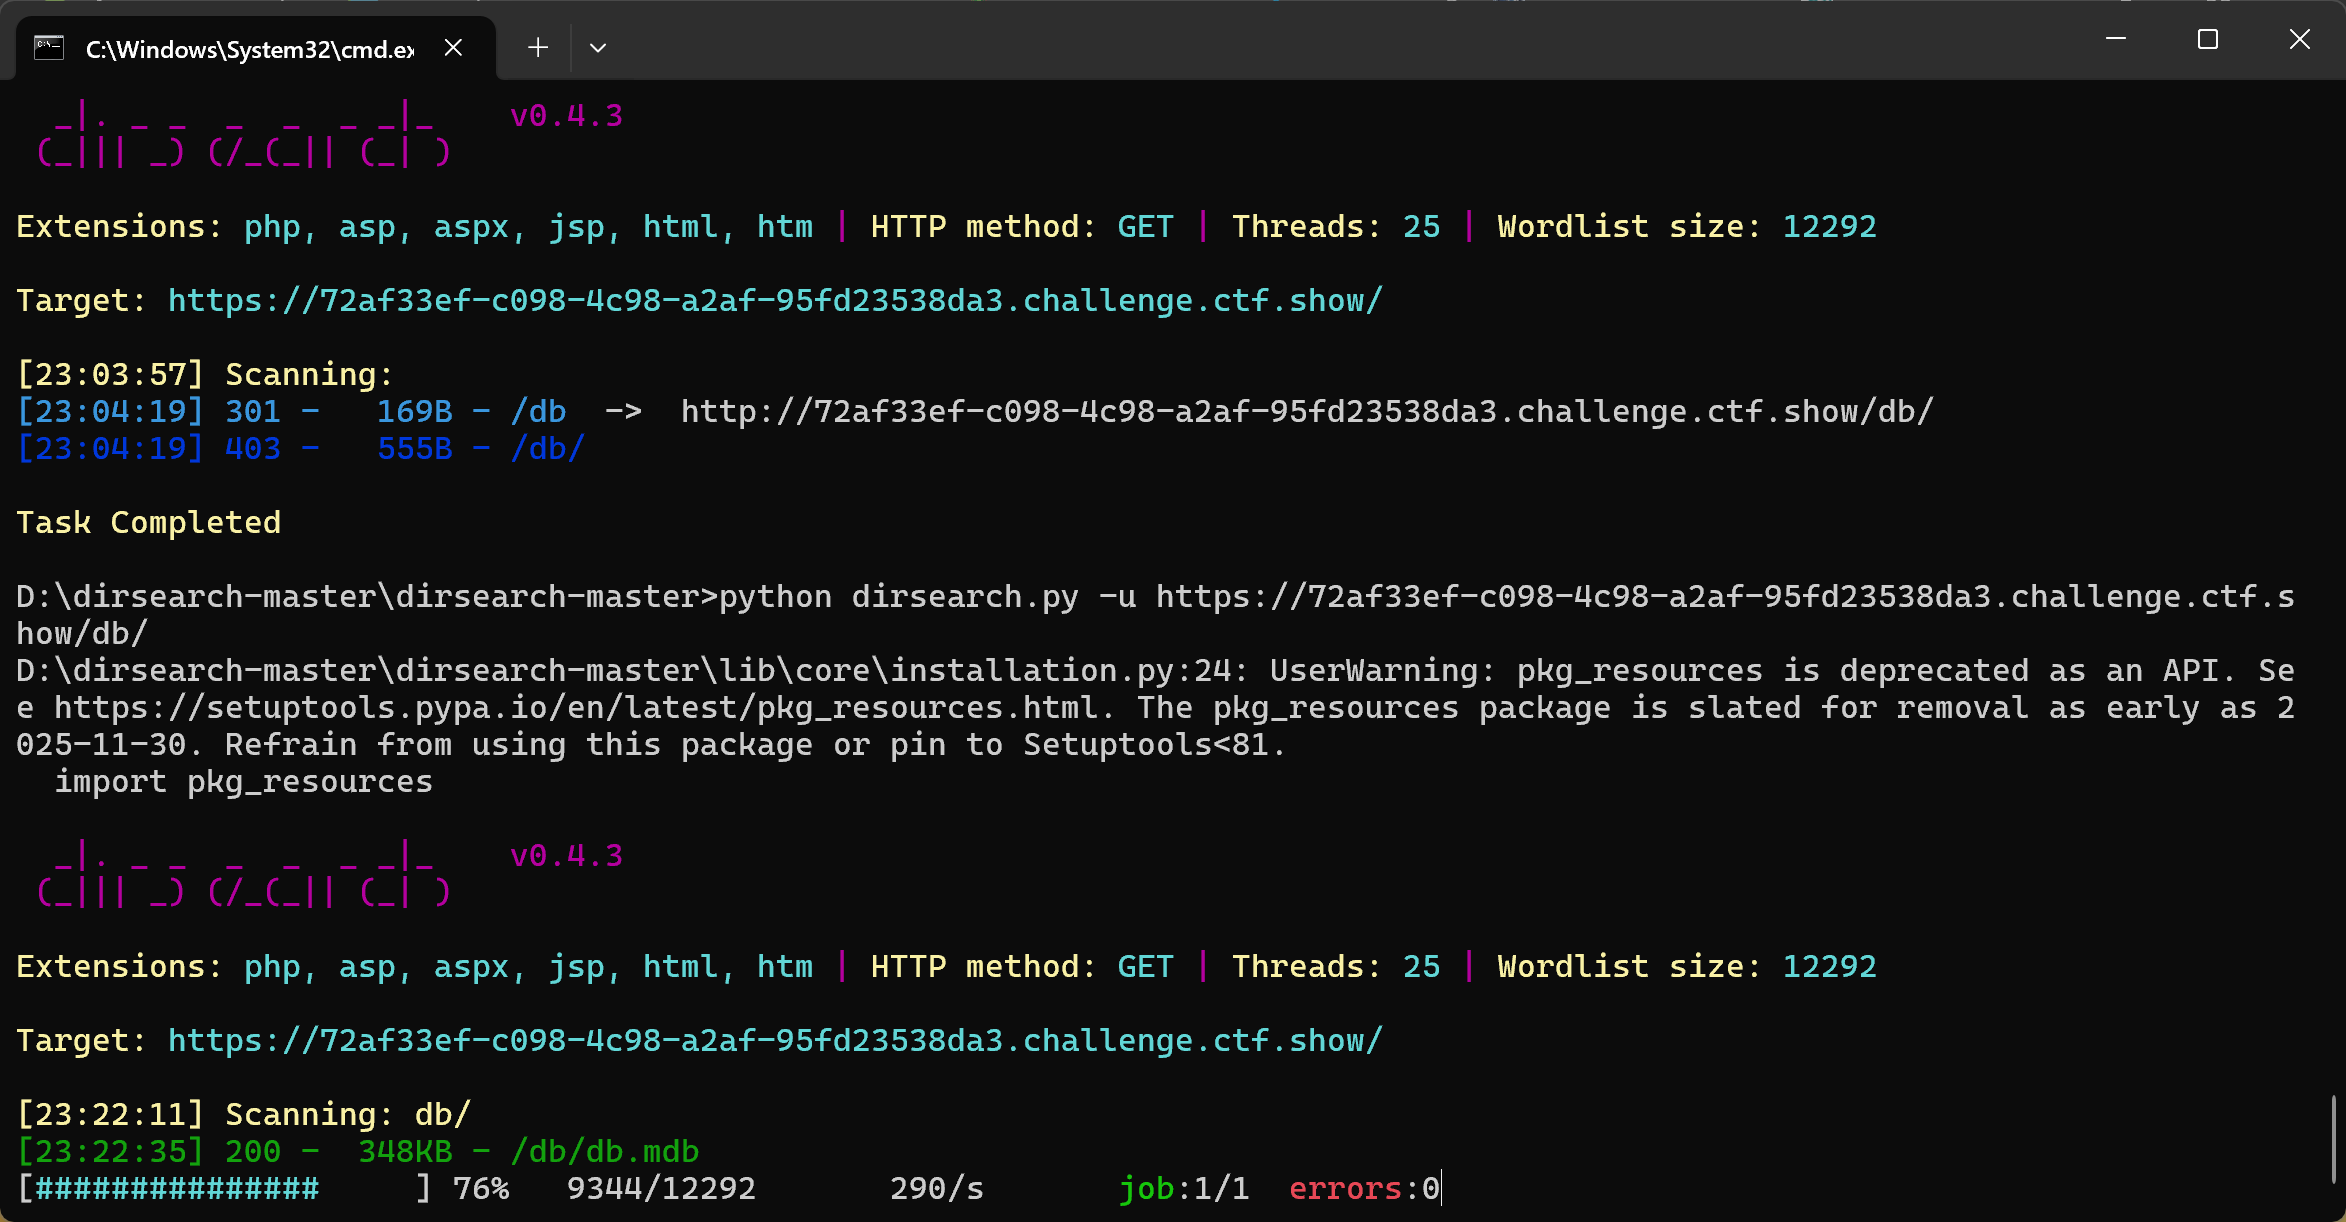 C:\Windows\System32\cmd.ex
_|. _ _  _  _  _ _|_    v0.4.3
(_||| _) (/_(_|| (_| )
Extensions: php, asp, aspx, jsp, html, htm | HTTP method: GET | Threads: 25 | Wordlist size: 12292
Target: https://72af33ef-c098-4c98-a2af-95fd23538da3.challenge.ctf.show/
[23:03:57] Scanning:
[23:04:19] 301 -   169B - /db  ->  http://72af33ef-c098-4c98-a2af-95fd23538da3.challenge.ctf.show/db/
[23:04:19] 403 -   555B - /db/
Task Completed
D:\dirsearch-master\dirsearch-master>python dirsearch.py -u https://72af33ef-c098-4c98-a2af-95fd23538da3.challenge.ctf.s
how/db/
D:\dirsearch-master\dirsearch-master\lib\core\installation.py:24: UserWarning: pkg_resources is deprecated as an API. Se
e https://setuptools.pypa.io/en/latest/pkg_resources.html. The pkg_resources package is slated for removal as early as 2
025-11-30. Refrain from using this package or pin to Setuptools<81.
  import pkg_resources
_|. _ _  _  _  _ _|_    v0.4.3
(_||| _) (/_(_|| (_| )
Extensions: php, asp, aspx, jsp, html, htm | HTTP method: GET | Threads: 25 | Wordlist size: 12292
Target: https://72af33ef-c098-4c98-a2af-95fd23538da3.challenge.ctf.show/
[23:22:11] Scanning: db/
[23:22:35] 200 -  348KB - /db/db.mdb
[###############     ] 76%   9344/12292       290/s       job:1/1  errors:0